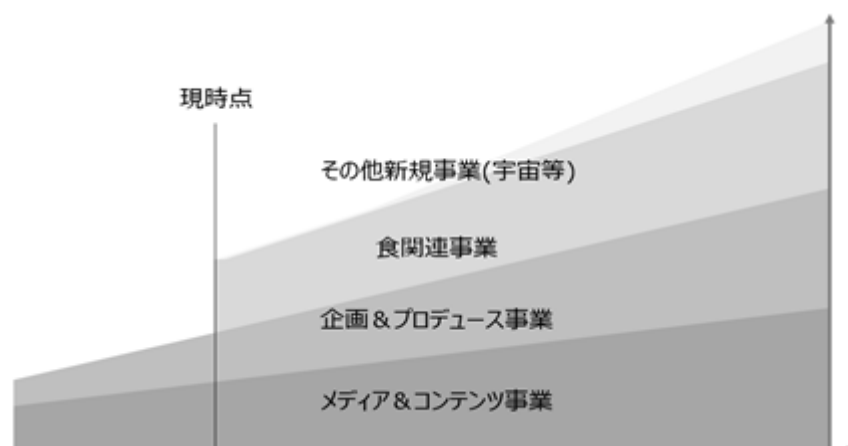 現時点
その他新規事業(宇宙等)
食関連事業
企画＆プロデュース事業
メディア＆コンテンツ事業